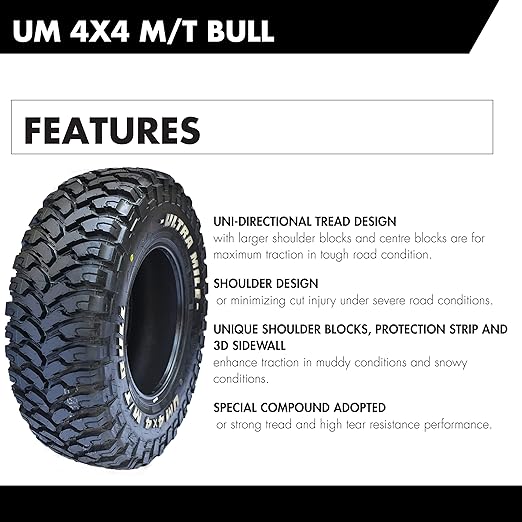 UM 4X4 M/T BULL
FEATURES
ULTRA MILE
UM 4X4 M/T
UNI-DIRECTIONAL TREAD DESIGN
with larger shoulder blocks and centre blocks are for
maximum traction in tough road condition.
SHOULDER DESIGN
or minimizing cut injury under severe road conditions.
UNIQUE SHOULDER BLOCKS, PROTECTION STRIP AND
3D SIDEWALL
enhance traction in muddy conditions and snowy
conditions.
SPECIAL COMPOUND ADOPTED
or strong tread and high tear resistance performance.